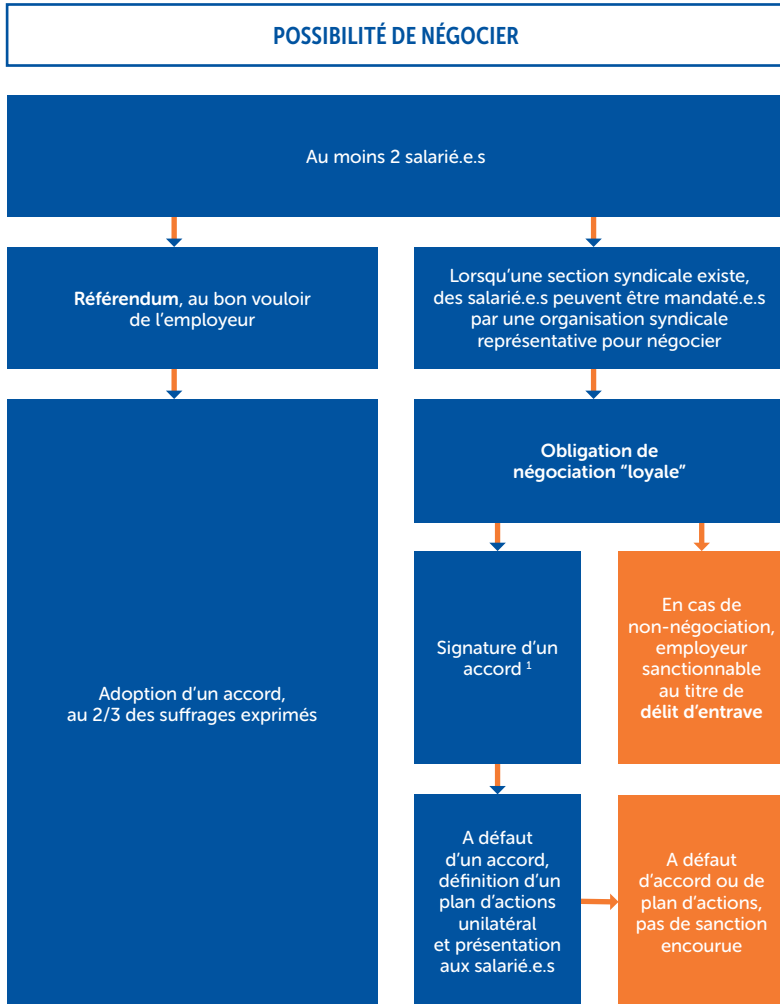 POSSIBILITÉ DE NÉGOCIER
Au moins 2 salarié.e.s
Référendum, au bon vouloir
de l'employeur
Lorsqu'une section syndicale existe,
des salarié.e.s peuvent être mandaté.e.s
par une organisation syndicale
représentative pour négocier
Obligation de
négociation "loyale"
Adoption d'un accord,
au 2/3 des suffrages exprimés
Signature d'un
accord 1
En cas de
non-négociation,
employeur
sanctionnable
au titre de
délit d'entrave
A défaut
d'un accord,
définition d'un
plan d'actions
unilatéral
et présentation
aux salarié.e.s
A défaut
d'accord ou de
plan d'actions,
pas de sanction
encourue